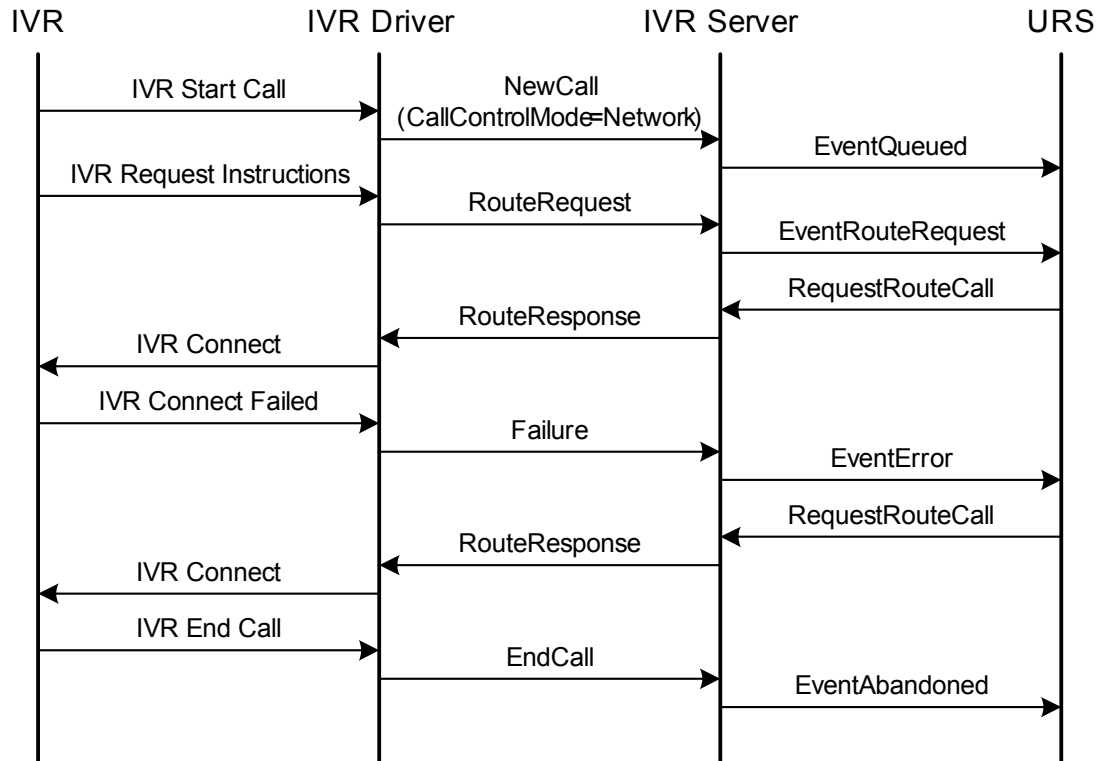 IVR
IVR Driver
IVR Server
URS
IVR Start Call
NewCall
(CallControlMode=Network)
EventQueued
IVR Request Instructions
RouteRequest
EventRouteRequest
RequestRouteCall
RouteResponse
IVR Connect
IVR Connect Failed
Failure
EventError
RequestRouteCall
RouteResponse
IVR Connect
IVR End Call
EndCall
EventAbandoned